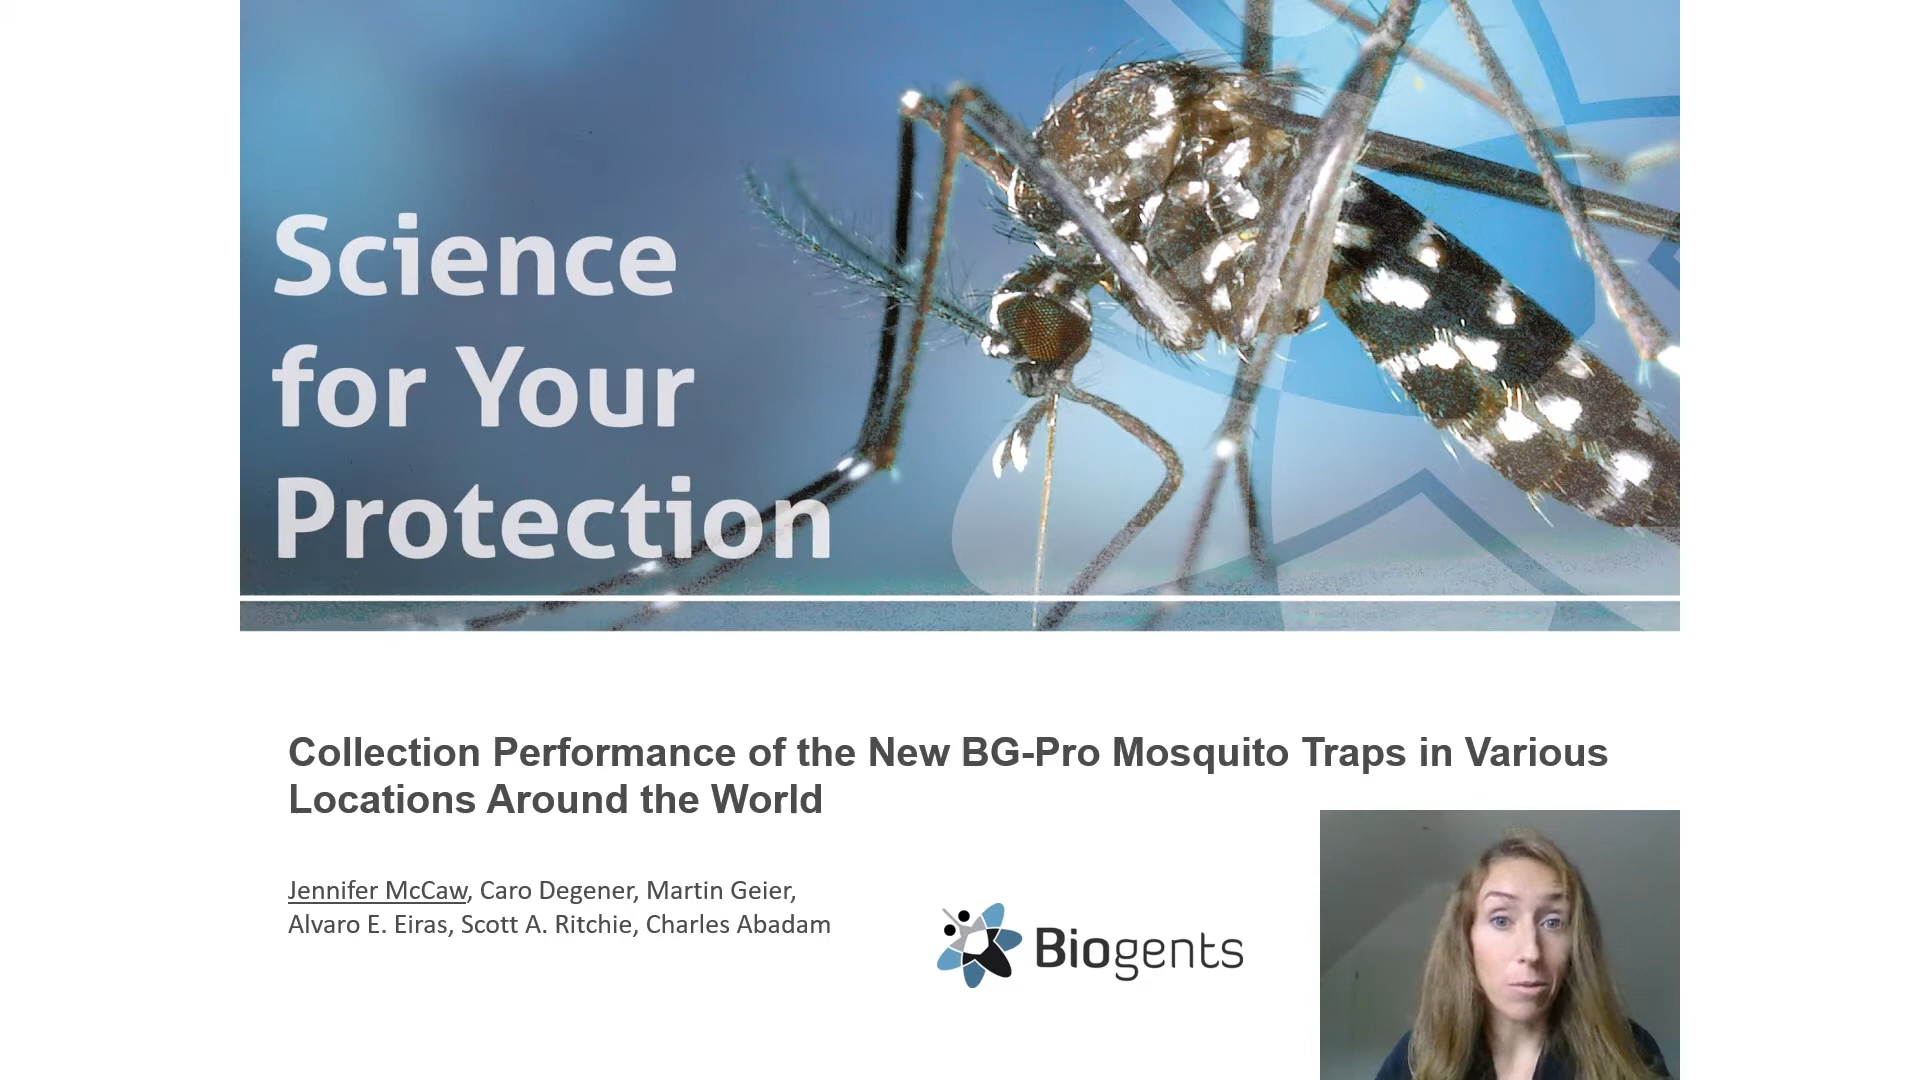 Science
for Your
Protection
Collection Performance of the New BG-Pro Mosquito Traps in Various
Locations Around the World
Jennifer McCaw, Caro Degener, Martin Geier,
Alvaro E. Eiras, Scott A. Ritchie, Charles Abadam
Biogents